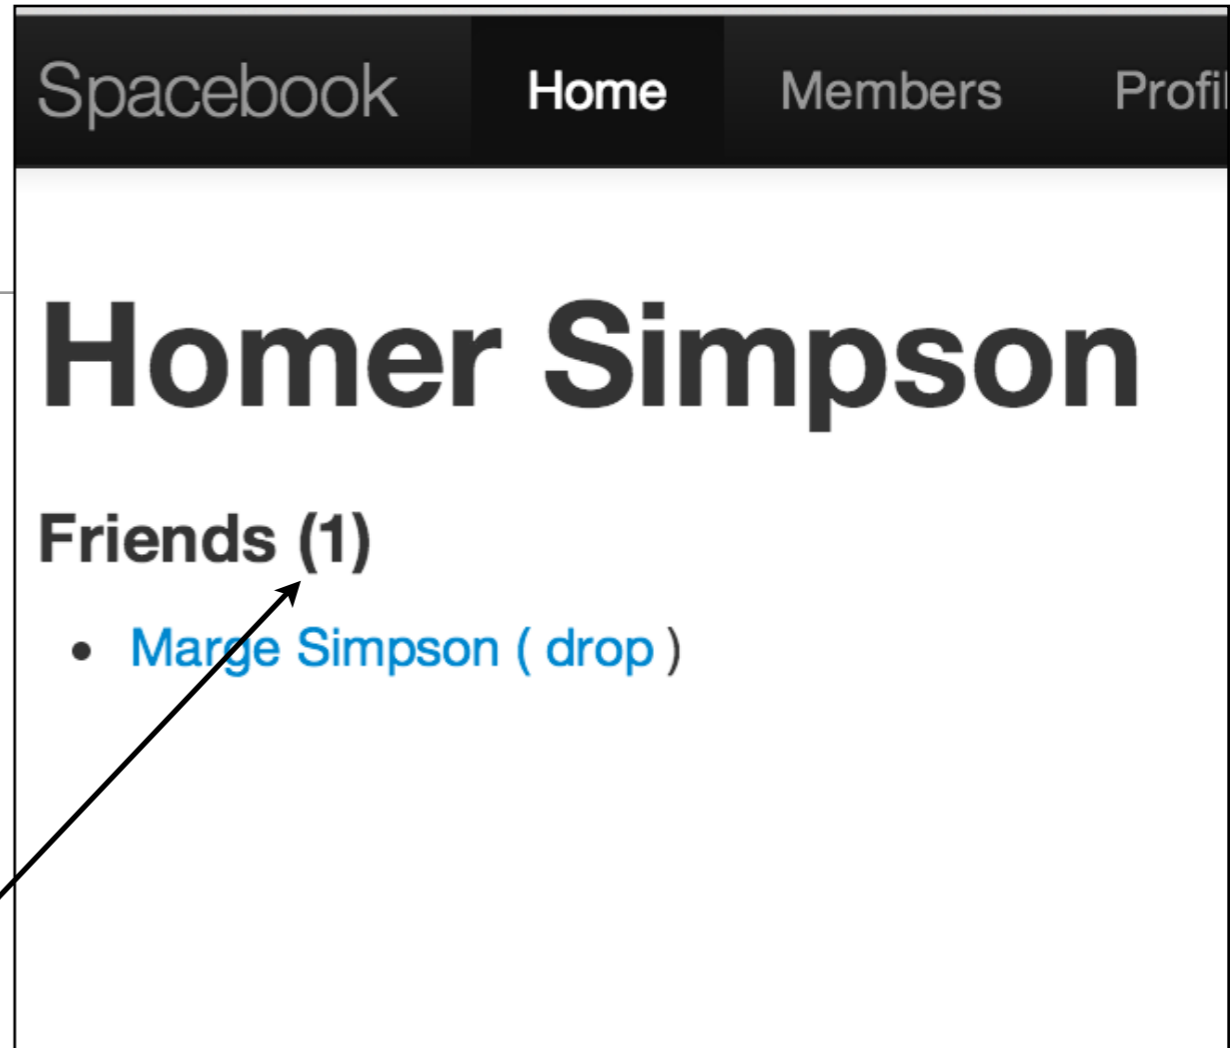 Spacebook Home Members Profil
Homer Simpson
Friends (1)
• Marge Simpson ( drop )